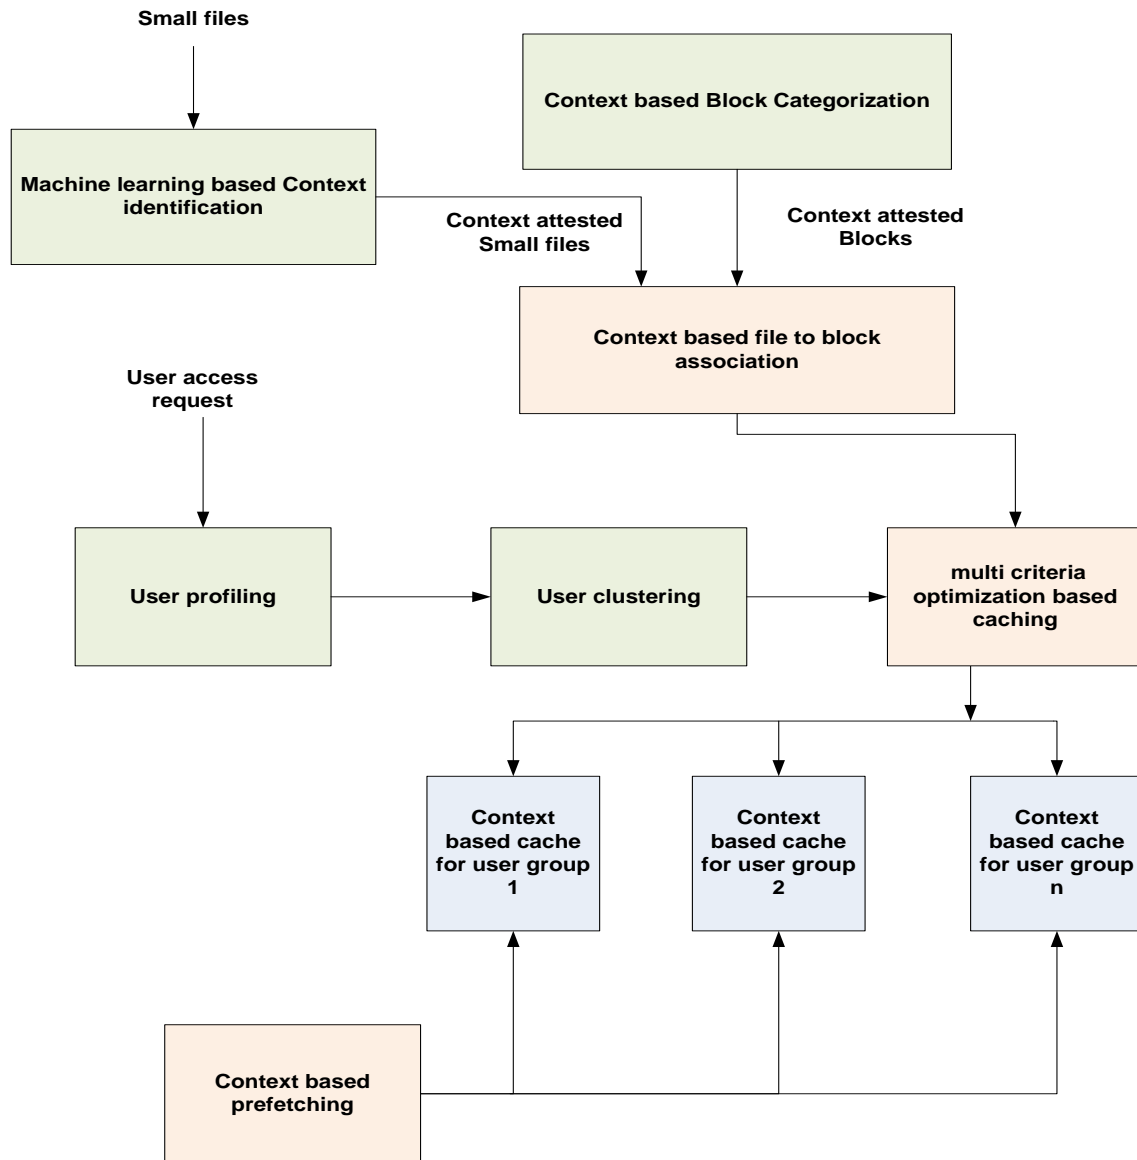 Small files
Context based Block Categorization
Machine learning based Context
identification
Context attested
Small files
Context attested
Blocks
Context based file to block
association
User access
request
User profiling
User clustering
multi criteria
optimization based
caching
Context
based cache
for user group
1
Context
based cache
for user group
2
Context
based cache
for user group
n
Context based
prefetching